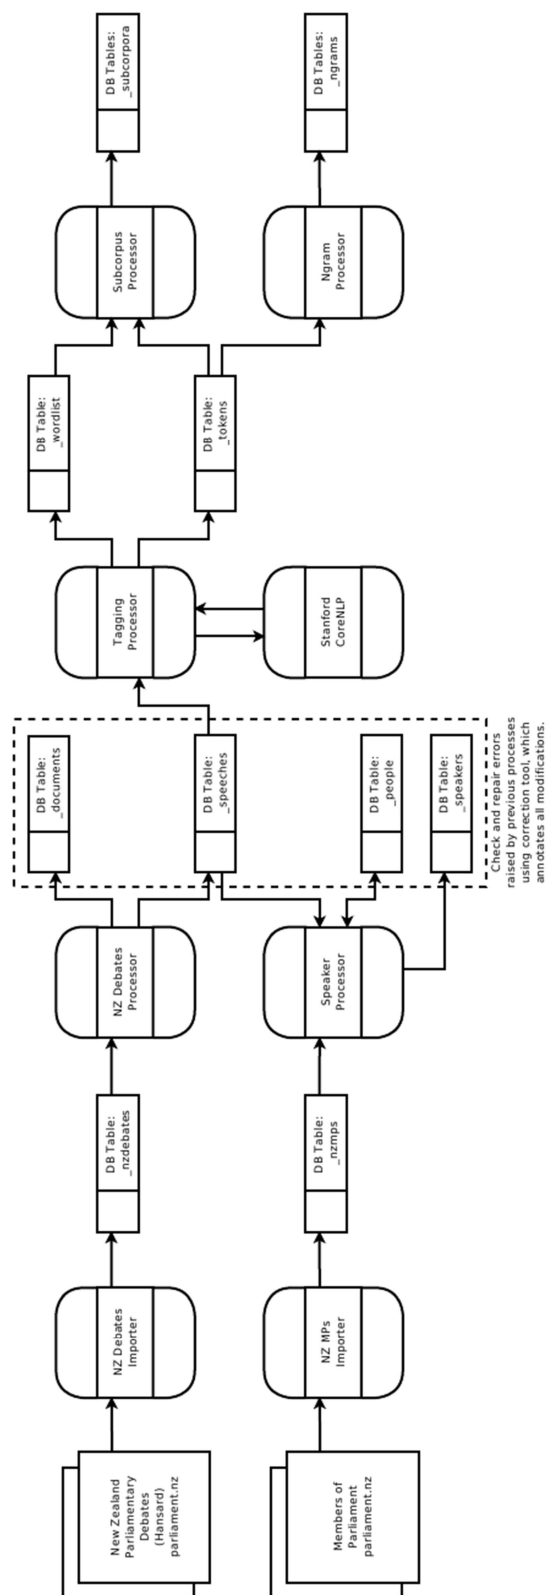 New Zealand
Parliamentary
Debates
(Hansard)
parliament.nz
Members of
Parliament
parliament.nz
NZ Debates
Importer
NZ MPs
Importer
DB Table:
_nzdebates
DB Table:
_nzmps
NZ Debates
Processor
Speaker
Processor
DB Table:
_documents
DB Table:
_speeches
DB Table:
_people
DB Table:
_speakers
Check and repair errors
raised by previous processes
using correction tool, which
annotates all modifications.
Tagging
Processor
Stanford
CoreNLP
DB Table:
_wordlist
DB Table:
_tokens
Subcorpus
Processor
Ngram
Processor
DB Tables:
_subcorpora
DB Tables:
_ngrams